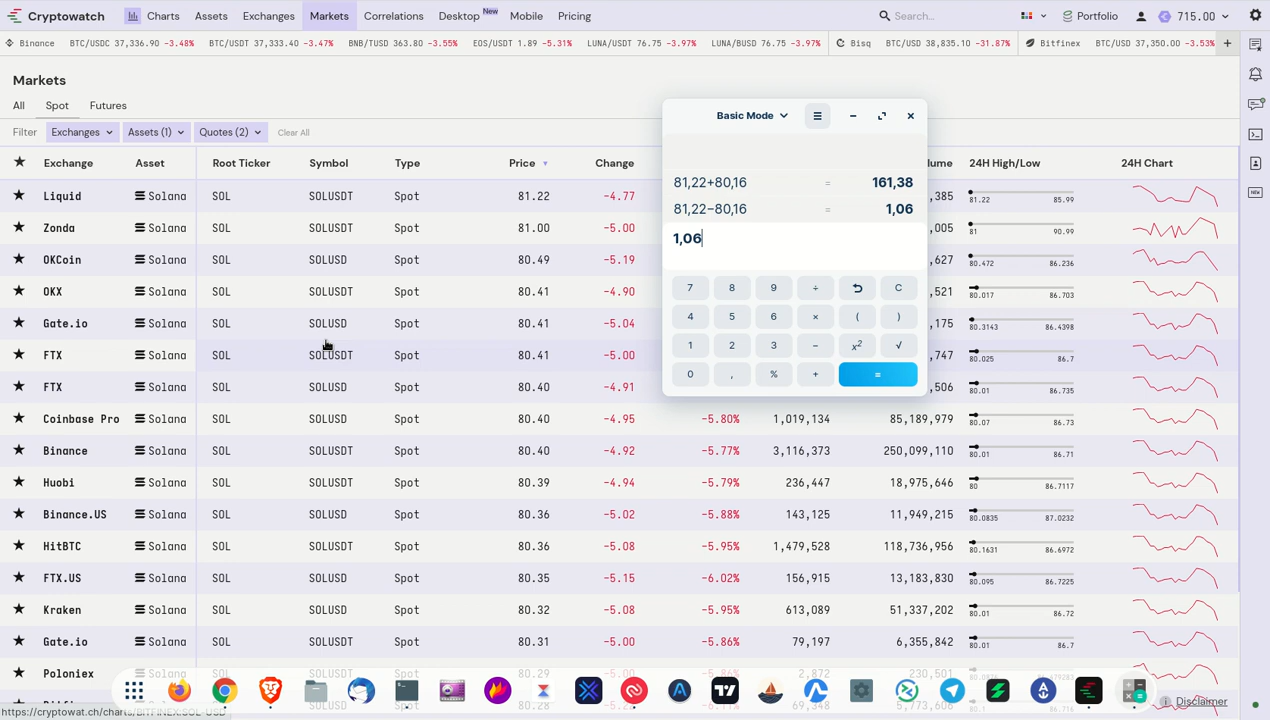 Cryptowatch Charts Assets Exchanges Markets Correlations Desktop New Mobile Pricing Search... Portfolio 715.00
Binance BTC/USDC 37,336.90 -3.48% BTC/USDT 37,333.40 -3.47% BNB/TUSD 363.80 -3.55% EOS/USDT 1.89 -5.31% LUNA/USDT 76.75 -3.97% LUNA/BUSD 76.75 -3.97% Bisq BTC/USD 38,835.10 -31.87% Bitfinex BTC/USD 37,350.00 -3.53%
Markets
All Spot Futures
Filter Exchanges Assets (1) Quotes (2) Clear All
Exchange Asset Root Ticker Symbol Type Price Change 24H High/Low 24H Chart
Liquid Solana SOL SOLUSDT Spot 81.22 -4.77 ,385 81.22 85.99
Zonda Solana SOL SOLUSDT Spot 81.00 -5.00 ,005 81 90.99
OKCoin Solana SOL SOLUSD Spot 80.49 -5.19 ,627 80.472 86.236
OKX Solana SOL SOLUSDT Spot 80.41 -4.90 ,521 80.017 86.703
Gate.io Solana SOL SOLUSD Spot 80.41 -5.04 ,175 80.3143 86.4398
FTX Solana SOL SOLUSDT Spot 80.41 -5.00 ,747 80.025 86.7
FTX Solana SOL SOLUSD Spot 80.40 -4.91 ,506 80.01 86.735
Coinbase Pro Solana SOL SOLUSD Spot 80.40 -4.95 -5.80% 1,019,134 85,189,979 80.07 86.73
Binance Solana SOL SOLUSDT Spot 80.40 -4.92 -5.77% 3,116,373 250,099,110 80.01 86.71
Huobi Solana SOL SOLUSDT Spot 80.39 -4.94 -5.79% 236,447 18,975,646 80 86.7117
Binance.US Solana SOL SOLUSD Spot 80.36 -5.02 -5.88% 143,125 11,949,215 80.0835 87.0232
HitBTC Solana SOL SOLUSDT Spot 80.36 -5.08 -5.95% 1,479,528 118,736,956 80.1631 86.6972
FTX.US Solana SOL SOLUSD Spot 80.35 -5.15 -6.02% 156,915 13,183,830 80.095 86.7225
Kraken Solana SOL SOLUSD Spot 80.32 -5.08 -5.95% 613,089 51,337,202 80.01 86.72
Gate.io Solana SOL SOLUSDT Spot 80.31 -5.00 -5.86% 79,197 6,355,842 80.01 86.7
Poloniex Solana SOL SOLUSDT Spot 80.29 -5.00 -5.86% 2,872 230,501
Basic Mode
81,22+80,16 = 161,38
81,22−80,16 = 1,06
1,06
7 8 9 ÷ C
4 5 6 × ( )
1 2 3 − x² √
0 , % + =
Disclaimer